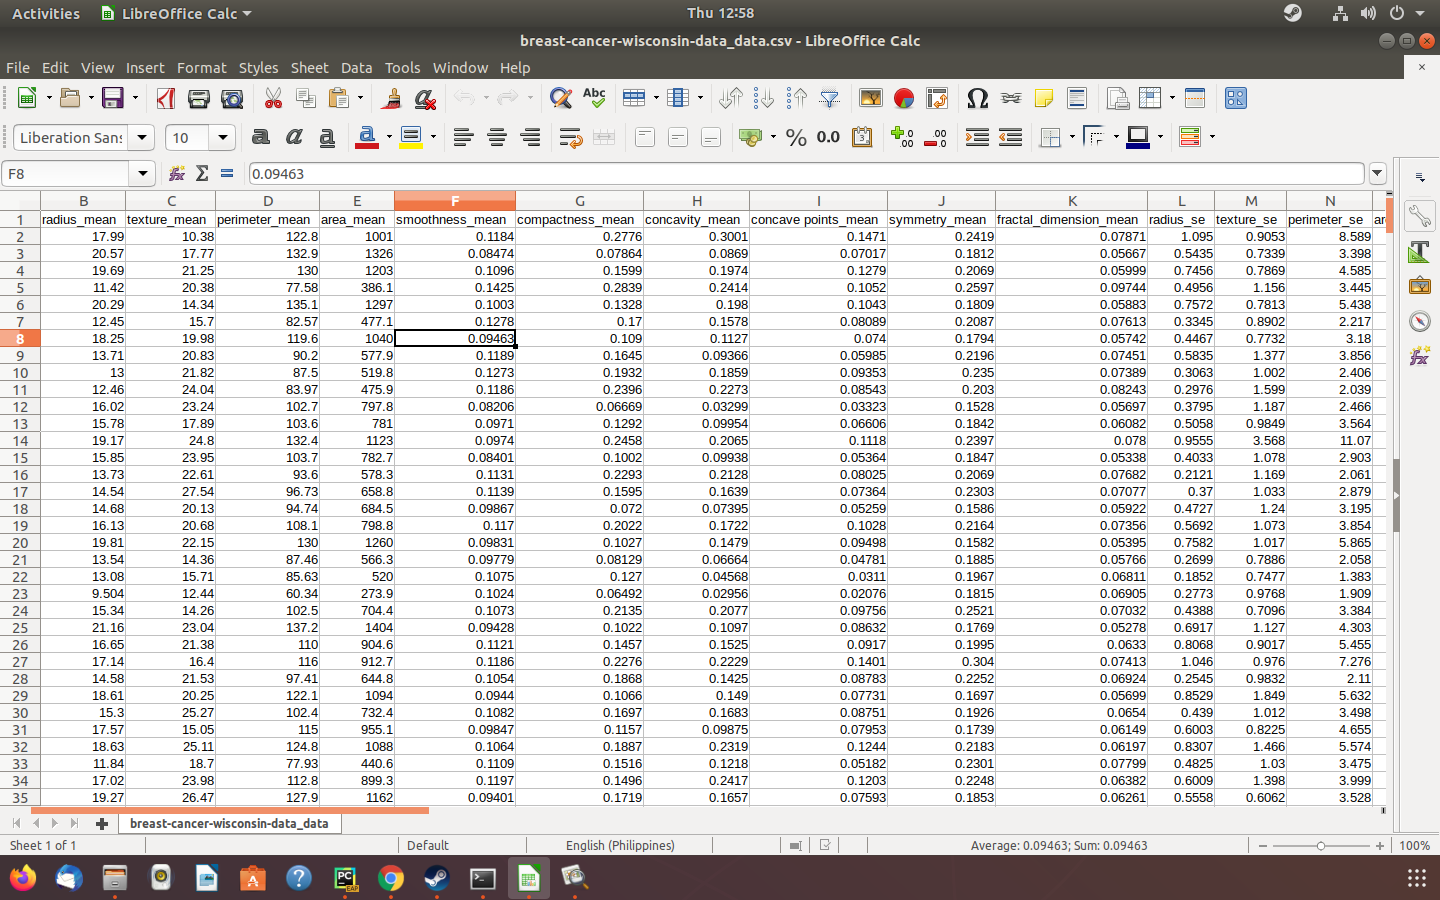 Activities LibreOffice Calc Thu 12:58
breast-cancer-wisconsin-data_data.csv - LibreOffice Calc
File Edit View Insert Format Styles Sheet Data Tools Window Help
Liberation Sans 10
F8 0.09463
B C D E F G H I J K L M N
1 radius_mean texture_mean perimeter_mean area_mean smoothness_mean compactness_mean concavity_mean concave points_mean symmetry_mean fractal_dimension_mean radius_se texture_se perimeter_se ar
2 17.99 10.38 122.8 1001 0.1184 0.2776 0.3001 0.1471 0.2419 0.07871 1.095 0.9053 8.589
3 20.57 17.77 132.9 1326 0.08474 0.07864 0.0869 0.07017 0.1812 0.05667 0.5435 0.7339 3.398
4 19.69 21.25 130 1203 0.1096 0.1599 0.1974 0.1279 0.2069 0.05999 0.7456 0.7869 4.585
5 11.42 20.38 77.58 386.1 0.1425 0.2839 0.2414 0.1052 0.2597 0.09744 0.4956 1.156 3.445
6 20.29 14.34 135.1 1297 0.1003 0.1328 0.198 0.1043 0.1809 0.05883 0.7572 0.7813 5.438
7 12.45 15.7 82.57 477.1 0.1278 0.17 0.1578 0.08089 0.2087 0.07613 0.3345 0.8902 2.217
8 18.25 19.98 119.6 1040 0.09463 0.109 0.1127 0.074 0.1794 0.05742 0.4467 0.7732 3.18
9 13.71 20.83 90.2 577.9 0.1189 0.1645 0.09366 0.05985 0.2196 0.07451 0.5835 1.377 3.856
10 13 21.82 87.5 519.8 0.1273 0.1932 0.1859 0.09353 0.235 0.07389 0.3063 1.002 2.406
11 12.46 24.04 83.97 475.9 0.1186 0.2396 0.2273 0.08543 0.203 0.08243 0.2976 1.599 2.039
12 16.02 23.24 102.7 797.8 0.08206 0.06669 0.03299 0.03323 0.1528 0.05697 0.3795 1.187 2.466
13 15.78 17.89 103.6 781 0.0971 0.1292 0.09954 0.06606 0.1842 0.06082 0.5058 0.9849 3.564
14 19.17 24.8 132.4 1123 0.0974 0.2458 0.2065 0.1118 0.2397 0.078 0.9555 3.568 11.07
15 15.85 23.95 103.7 782.7 0.08401 0.1002 0.09938 0.05364 0.1847 0.05338 0.4033 1.078 2.903
16 13.73 22.61 93.6 578.3 0.1131 0.2293 0.2128 0.08025 0.2069 0.07682 0.2121 1.169 2.061
17 14.54 27.54 96.73 658.8 0.1139 0.1595 0.1639 0.07364 0.2303 0.07077 0.37 1.033 2.879
18 14.68 20.13 94.74 684.5 0.09867 0.072 0.07395 0.05259 0.1586 0.05922 0.4727 1.24 3.195
19 16.13 20.68 108.1 798.8 0.117 0.2022 0.1722 0.1028 0.2164 0.07356 0.5692 1.073 3.854
20 19.81 22.15 130 1260 0.09831 0.1027 0.1479 0.09498 0.1582 0.05395 0.7582 1.017 5.865
21 13.54 14.36 87.46 566.3 0.09779 0.08129 0.06664 0.04781 0.1885 0.05766 0.2699 0.7886 2.058
22 13.08 15.71 85.63 520 0.1075 0.127 0.04568 0.0311 0.1967 0.06811 0.1852 0.7477 1.383
23 9.504 12.44 60.34 273.9 0.1024 0.06492 0.02956 0.02076 0.1815 0.06905 0.2773 0.9768 1.909
24 15.34 14.26 102.5 704.4 0.1073 0.2135 0.2077 0.09756 0.2521 0.07032 0.4388 0.7096 3.384
25 21.16 23.04 137.2 1404 0.09428 0.1022 0.1097 0.08632 0.1769 0.05278 0.6917 1.127 4.303
26 16.65 21.38 110 904.6 0.1121 0.1457 0.1525 0.0917 0.1995 0.0633 0.8068 0.9017 5.455
27 17.14 16.4 116 912.7 0.1186 0.2276 0.2229 0.1401 0.304 0.07413 1.046 0.976 7.276
28 14.58 21.53 97.41 644.8 0.1054 0.1868 0.1425 0.08783 0.2252 0.06924 0.2545 0.9832 2.11
29 18.61 20.25 122.1 1094 0.0944 0.1066 0.149 0.07731 0.1697 0.05699 0.8529 1.849 5.632
30 15.3 25.27 102.4 732.4 0.1082 0.1697 0.1683 0.08751 0.1926 0.0654 0.439 1.012 3.498
31 17.57 15.05 115 955.1 0.09847 0.1157 0.09875 0.07953 0.1739 0.06149 0.6003 0.8225 4.655
32 18.63 25.11 124.8 1088 0.1064 0.1887 0.2319 0.1244 0.2183 0.06197 0.8307 1.466 5.574
33 11.84 18.7 77.93 440.6 0.1109 0.1516 0.1218 0.05182 0.2301 0.07799 0.4825 1.03 3.475
34 17.02 23.98 112.8 899.3 0.1197 0.1496 0.2417 0.1203 0.2248 0.06382 0.6009 1.398 3.999
35 19.27 26.47 127.9 1162 0.09401 0.1719 0.1657 0.07593 0.1853 0.06261 0.5558 0.6062 3.528
breast-cancer-wisconsin-data_data
Sheet 1 of 1 Default English (Philippines) Average: 0.09463; Sum: 0.09463 100%